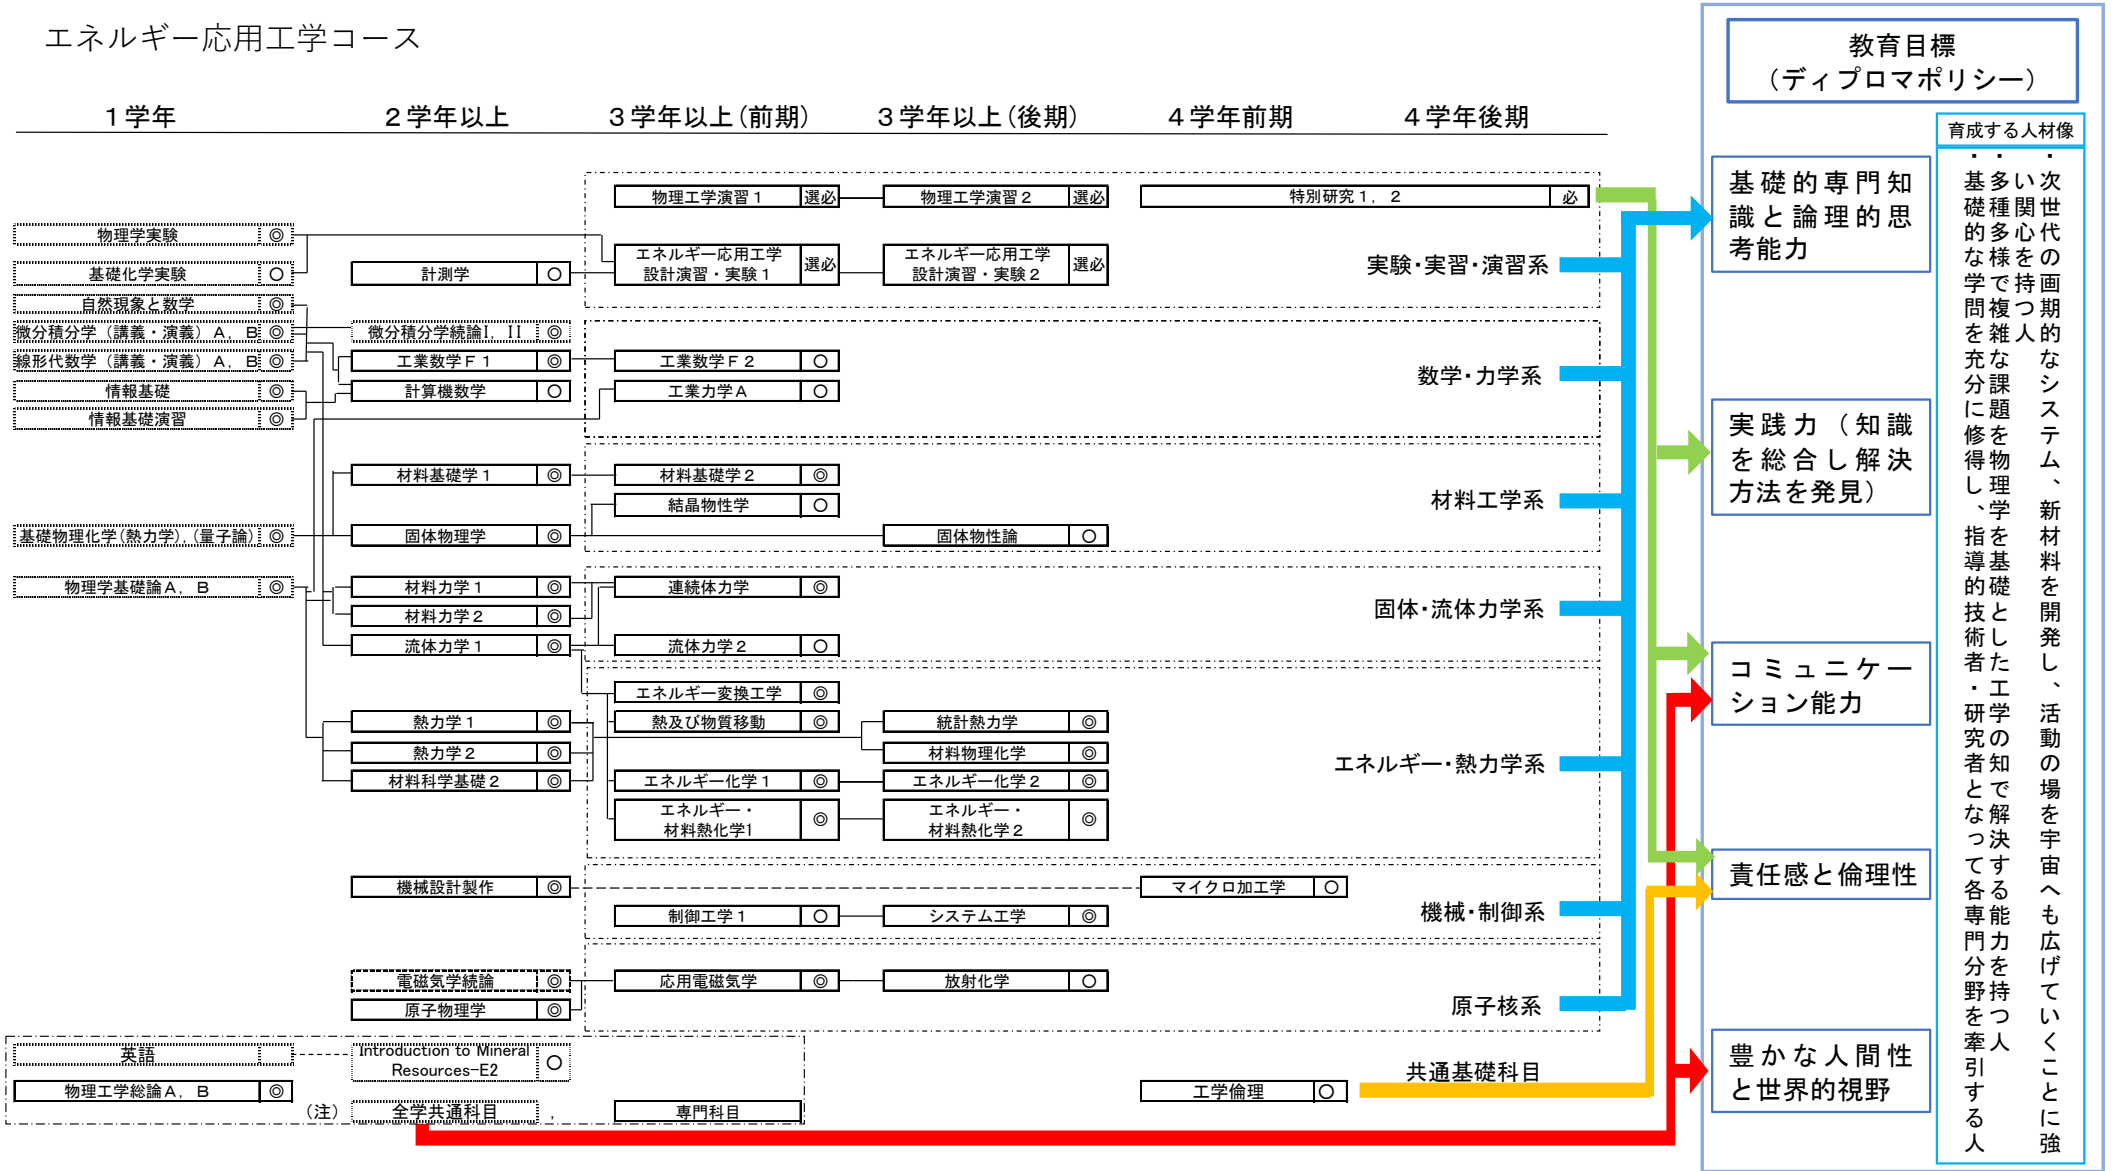 エネルギー応用工学コース
1学年
2学年以上
3学年以上(前期)
3学年以上(後期)
4学年前期
4学年後期
物理工学演習1 選必
物理工学演習2 選必
特別研究1，2 必
物理学実験 ◎
エネルギー応用工学
設計演習・実験1 選必
エネルギー応用工学
設計演習・実験2 選必
基礎化学実験 ○
計測学 ○
実験・実習・演習系
自然現象と数学 ◎
微分積分学（講義・演義）A，B ◎
微分積分学続論I，II ◎
線形代数学（講義・演義）A，B ◎
工業数学F1 ◎
工業数学F2 ○
数学・力学系
情報基礎 ◎
計算機数学 ○
工業力学A ○
情報基礎演習 ◎
材料基礎学1 ◎
材料基礎学2 ◎
結晶物性学 ○
材料工学系
基礎物理化学(熱力学)，(量子論) ◎
固体物理学 ◎
固体物性論 ○
物理学基礎論A，B ◎
材料力学1 ◎
連続体力学 ◎
材料力学2 ◎
固体・流体力学系
流体力学1 ◎
流体力学2 ○
エネルギー変換工学 ◎
熱力学1 ◎
熱及び物質移動 ◎
統計熱力学 ◎
熱力学2 ◎
材料物理化学 ◎
エネルギー・熱力学系
材料科学基礎2 ◎
エネルギー化学1 ◎
エネルギー化学2 ◎
エネルギー・
材料熱化学1 ◎
エネルギー・
材料熱化学2 ◎
機械設計製作 ◎
マイクロ加工学 ○
制御工学1 ○
システム工学 ◎
機械・制御系
電磁気学続論 ◎
応用電磁気学 ◎
放射化学 ○
原子物理学 ◎
原子核系
英語
Introduction to Mineral
Resources-E2 ○
物理工学総論A，B ◎
工学倫理 ○
共通基礎科目
（注）
全学共通科目
，
専門科目
教育目標
（ディプロマポリシー）
基礎的専門知
識と論理的思
考能力
実践力（知識
を総合し解決
方法を発見）
コミュニケー
ション能力
責任感と倫理性
豊かな人間性
と世界的視野
育成する人材像
・次世代の画期的なシステム、新材料を開発し、活動の場を宇宙へも広げていくことに強
い関心を持つ人
・多種多様で複雑な課題を物理学を基礎とした工学の知で解決する能力を持つ人
・基礎的な学問を充分に修得し、指導的技術者・研究者となって各専門分野を牽引する人